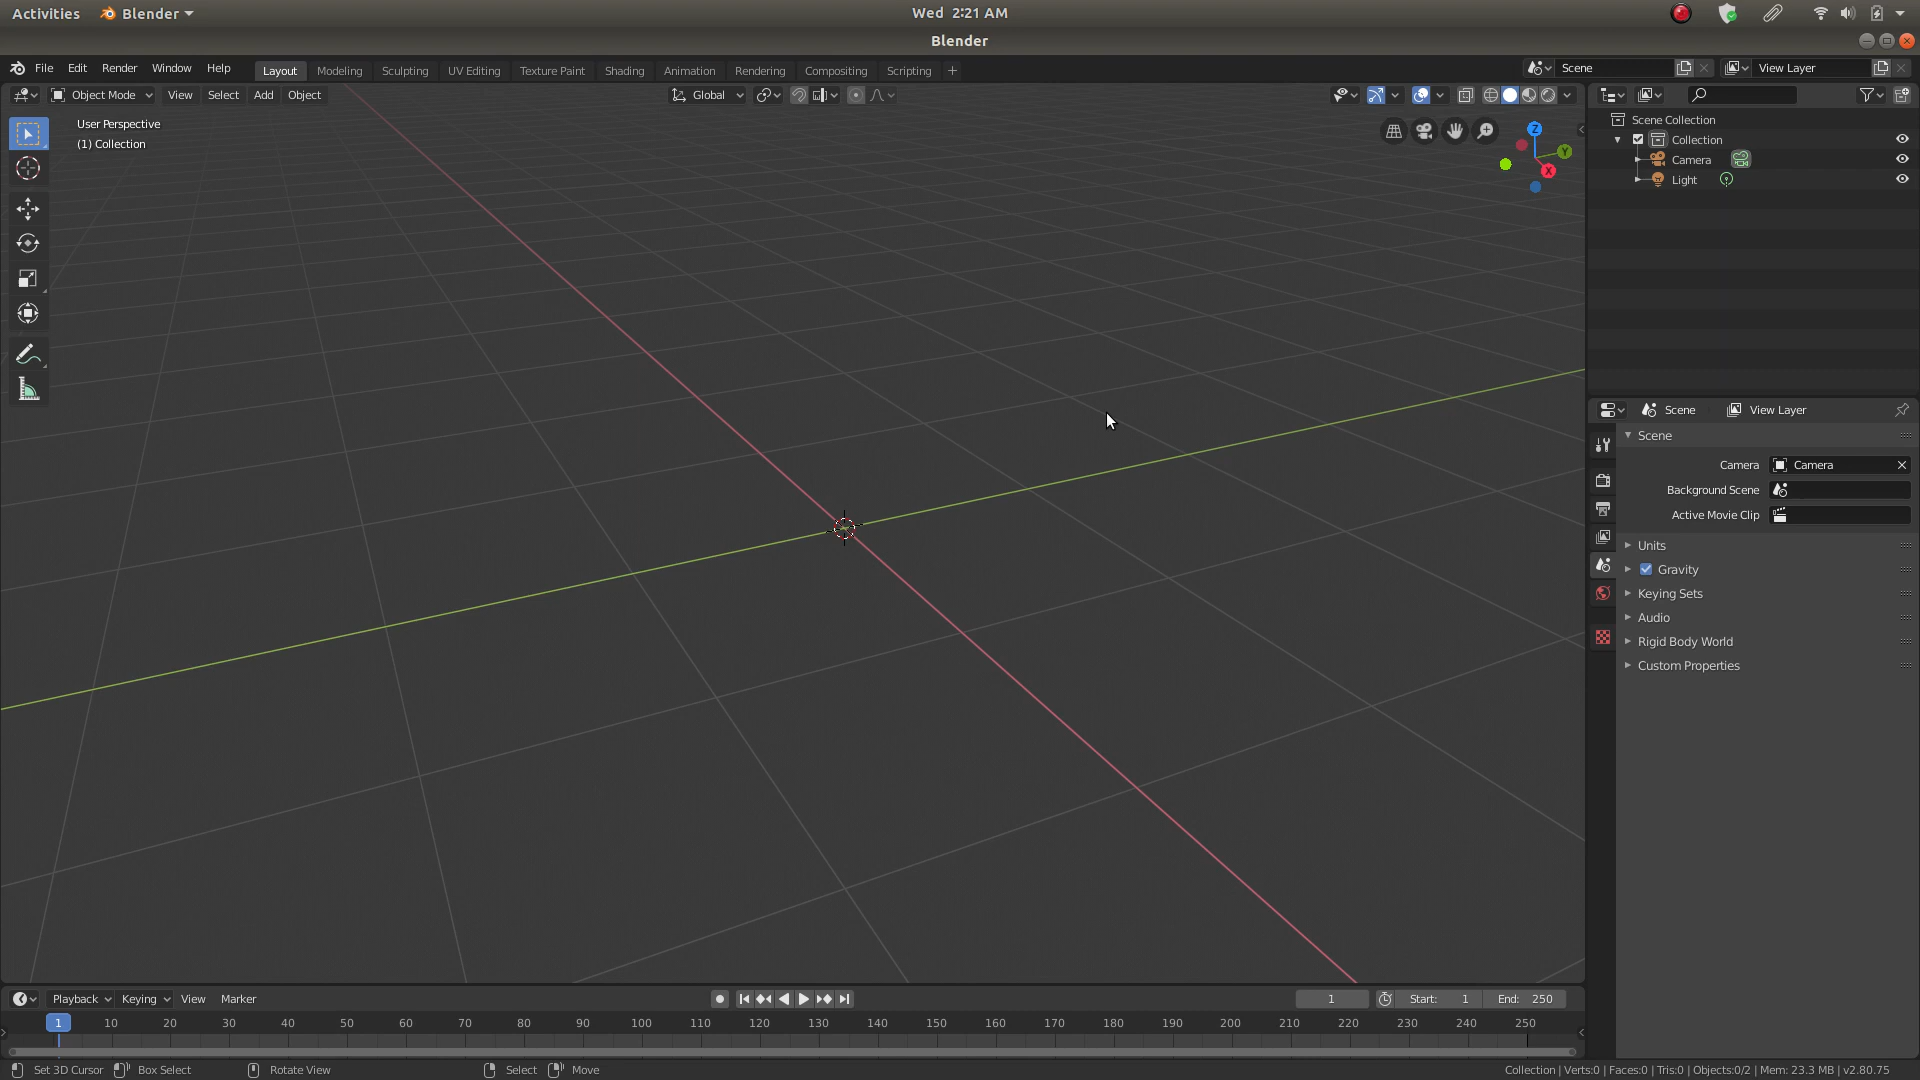 Activities Blender Wed 2:21 AM
Blender
File Edit Render Window Help Layout Modeling Sculpting UV Editing Texture Paint Shading Animation Rendering Compositing Scripting + Scene View Layer
Object Mode View Select Add Object Global
User Perspective
(1) Collection
Z
Y
X
Scene Collection
Collection
Camera
Light
Scene View Layer
Scene
Camera Camera
Background Scene
Active Movie Clip
Units
Gravity
Keying Sets
Audio
Rigid Body World
Custom Properties
Playback Keying View Marker 1 Start: 1 End: 250
1 10 20 30 40 50 60 70 80 90 100 110 120 130 140 150 160 170 180 190 200 210 220 230 240 250
Set 3D Cursor Box Select Rotate View Select Move Collection | Verts:0 | Faces:0 | Tris:0 | Objects:0/2 | Mem: 23.3 MB | v2.80.75